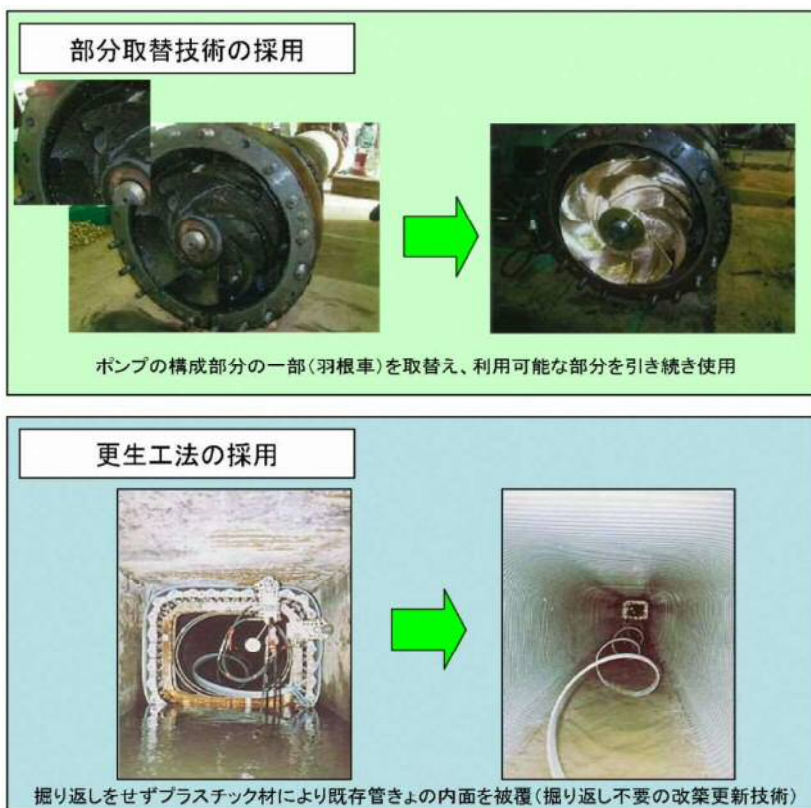 部分取替技術の採用
ポンプの構成部分の一部(羽根車)を取替え、利用可能な部分を引き続き使用
更生工法の採用
掘り返しをせずプラスチック材により既存管きょの内面を被覆(掘り返し不要の改築更新技術)